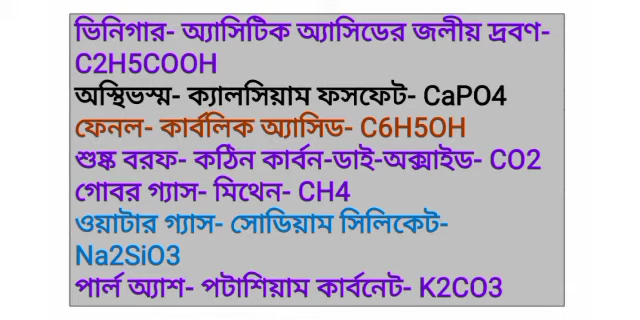 ভিনিগার- অ্যাসিটিক অ্যাসিডের জলীয় দ্রবণ-
C2H5COOH
অস্থিভস্ম- ক্যালসিয়াম ফসফেট- CaPO4
ফেনল- কার্বলিক অ্যাসিড- C6H5OH
শুষ্ক বরফ- কঠিন কার্বন-ডাই-অক্সাইড- CO2
গোবর গ্যাস- মিথেন- CH4
ওয়াটার গ্যাস- সোডিয়াম সিলিকেট-
Na2SiO3
পার্ল অ্যাশ- পটাশিয়াম কার্বনেট- K2CO3